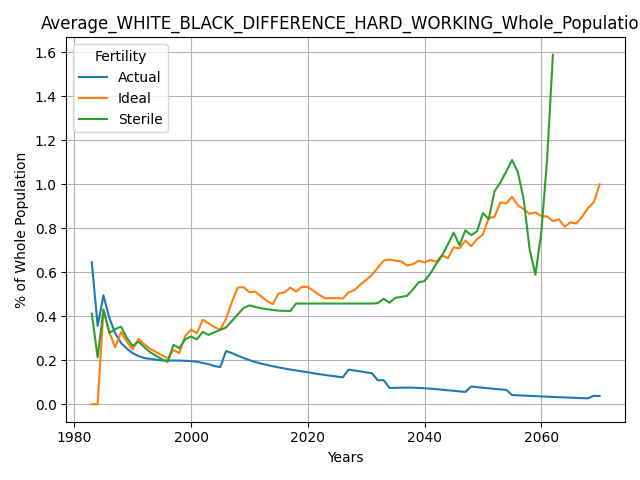 Average_WHITE_BLACK_DIFFERENCE_HARD_WORKING_Whole_Populatio
Fertility
Actual
Ideal
Sterile
% of Whole Population
1.6
1.4
1.2
1.0
0.8
0.6
0.4
0.2
0.0
1980
2000
2020
2040
2060
Years